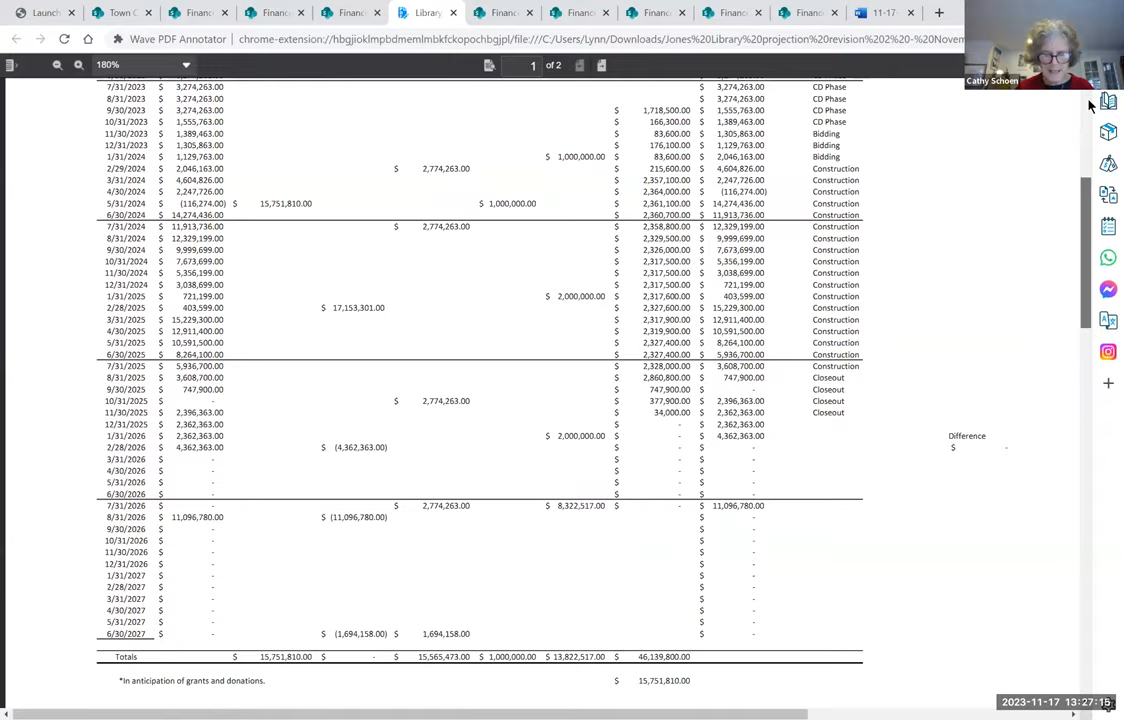 Launch
Town C
Finance
Finance
Financ
Library
Finance
Finance
Finance
Finance
Finance
11-17-
Wave PDF Annotator | chrome-extension://hbgjioklmpbdmemlmbkfckopochbgjpl/file:///C:/Users/Lynn/Downloads/Jones%20Library%20projection%20revision%202%20-%20Novem
Cathy Schoen
180% 1 of 2
7/31/2023 $ 3,274,263.00 $ 3,274,263.00 CD Phase
8/31/2023 $ 3,274,263.00 $ 3,274,263.00 CD Phase
9/30/2023 $ 3,274,263.00 $ 1,718,500.00 $ 1,555,763.00 CD Phase
10/31/2023 $ 1,555,763.00 $ 166,300.00 $ 1,389,463.00 CD Phase
11/30/2023 $ 1,389,463.00 $ 83,600.00 $ 1,305,863.00 Bidding
12/31/2023 $ 1,305,863.00 $ 176,100.00 $ 1,129,763.00 Bidding
1/31/2024 $ 1,129,763.00 $ 1,000,000.00 $ 83,600.00 $ 2,046,163.00 Bidding
2/29/2024 $ 2,046,163.00 $ 2,774,263.00 $ 215,600.00 $ 4,604,826.00 Construction
3/31/2024 $ 4,604,826.00 $ 2,357,100.00 $ 2,247,726.00 Construction
4/30/2024 $ 2,247,726.00 $ 2,364,000.00 $ (116,274.00) Construction
5/31/2024 $ (116,274.00) $ 15,751,810.00 $ 1,000,000.00 $ 2,361,100.00 $ 14,274,436.00 Construction
6/30/2024 $ 14,274,436.00 $ 2,360,700.00 $ 11,913,736.00 Construction
7/31/2024 $ 11,913,736.00 $ 2,774,263.00 $ 2,358,800.00 $ 12,329,199.00 Construction
8/31/2024 $ 12,329,199.00 $ 2,329,500.00 $ 9,999,699.00 Construction
9/30/2024 $ 9,999,699.00 $ 2,326,000.00 $ 7,673,699.00 Construction
10/31/2024 $ 7,673,699.00 $ 2,317,500.00 $ 5,356,199.00 Construction
11/30/2024 $ 5,356,199.00 $ 2,317,500.00 $ 3,038,699.00 Construction
12/31/2024 $ 3,038,699.00 $ 2,317,500.00 $ 721,199.00 Construction
1/31/2025 $ 721,199.00 $ 2,000,000.00 $ 2,317,600.00 $ 403,599.00 Construction
2/28/2025 $ 403,599.00 $ 17,153,301.00 $ 2,327,600.00 $ 15,229,300.00 Construction
3/31/2025 $ 15,229,300.00 $ 2,317,900.00 $ 12,911,400.00 Construction
4/30/2025 $ 12,911,400.00 $ 2,319,900.00 $ 10,591,500.00 Construction
5/31/2025 $ 10,591,500.00 $ 2,327,400.00 $ 8,264,100.00 Construction
6/30/2025 $ 8,264,100.00 $ 2,327,400.00 $ 5,936,700.00 Construction
7/31/2025 $ 5,936,700.00 $ 2,328,000.00 $ 3,608,700.00 Construction
8/31/2025 $ 3,608,700.00 $ 2,860,800.00 $ 747,900.00 Closeout
9/30/2025 $ 747,900.00 $ 747,900.00 $ - Closeout
10/31/2025 $ - $ 2,774,263.00 $ 377,900.00 $ 2,396,363.00 Closeout
11/30/2025 $ 2,396,363.00 $ 34,000.00 $ 2,362,363.00 Closeout
12/31/2025 $ 2,362,363.00 $ - $ 2,362,363.00
1/31/2026 $ 2,362,363.00 $ 2,000,000.00 $ - $ 4,362,363.00 Difference
2/28/2026 $ 4,362,363.00 $ (4,362,363.00) $ - $ - $ -
3/31/2026 $ - $ - $ -
4/30/2026 $ - $ - $ -
5/31/2026 $ - $ - $ -
6/30/2026 $ - $ - $ -
7/31/2026 $ - $ 2,774,263.00 $ 8,322,517.00 $ - $ 11,096,780.00
8/31/2026 $ 11,096,780.00 $ (11,096,780.00) $ -
9/30/2026 $ - $ -
10/31/2026 $ - $ -
11/30/2026 $ - $ -
12/31/2026 $ - $ -
1/31/2027 $ - $ -
2/28/2027 $ - $ -
3/31/2027 $ - $ -
4/30/2027 $ - $ -
5/31/2027 $ - $ -
6/30/2027 $ - $ (1,694,158.00) $ 1,694,158.00 $ -
Totals $ 15,751,810.00 $ - $ 15,565,473.00 $ 1,000,000.00 $ 13,822,517.00 $ 46,139,800.00
*In anticipation of grants and donations. $ 15,751,810.00
2023-11-17 13:27:15